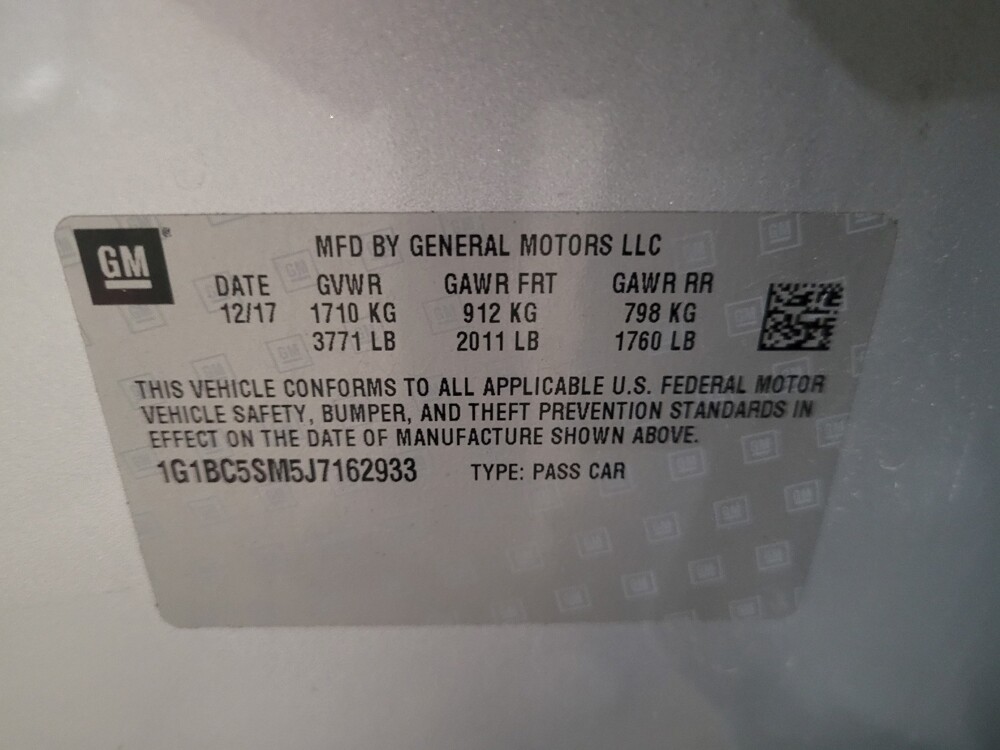 GM
MFD BY GENERAL MOTORS LLC
DATE GVWR GAWR FRT GAWR RR
12/17 1710 KG 912 KG 798 KG
3771 LB 2011 LB 1760 LB
THIS VEHICLE CONFORMS TO ALL APPLICABLE U.S. FEDERAL MOTOR
VEHICLE SAFETY, BUMPER, AND THEFT PREVENTION STANDARDS IN
EFFECT ON THE DATE OF MANUFACTURE SHOWN ABOVE.
1G1BC5SM5J7162933 TYPE: PASS CAR